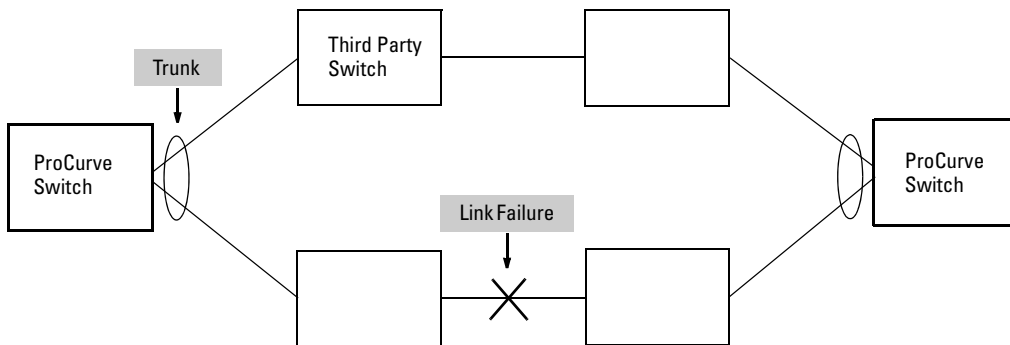 Third Party
Switch
Trunk
ProCurve
Switch
ProCurve
Switch
Link Failure